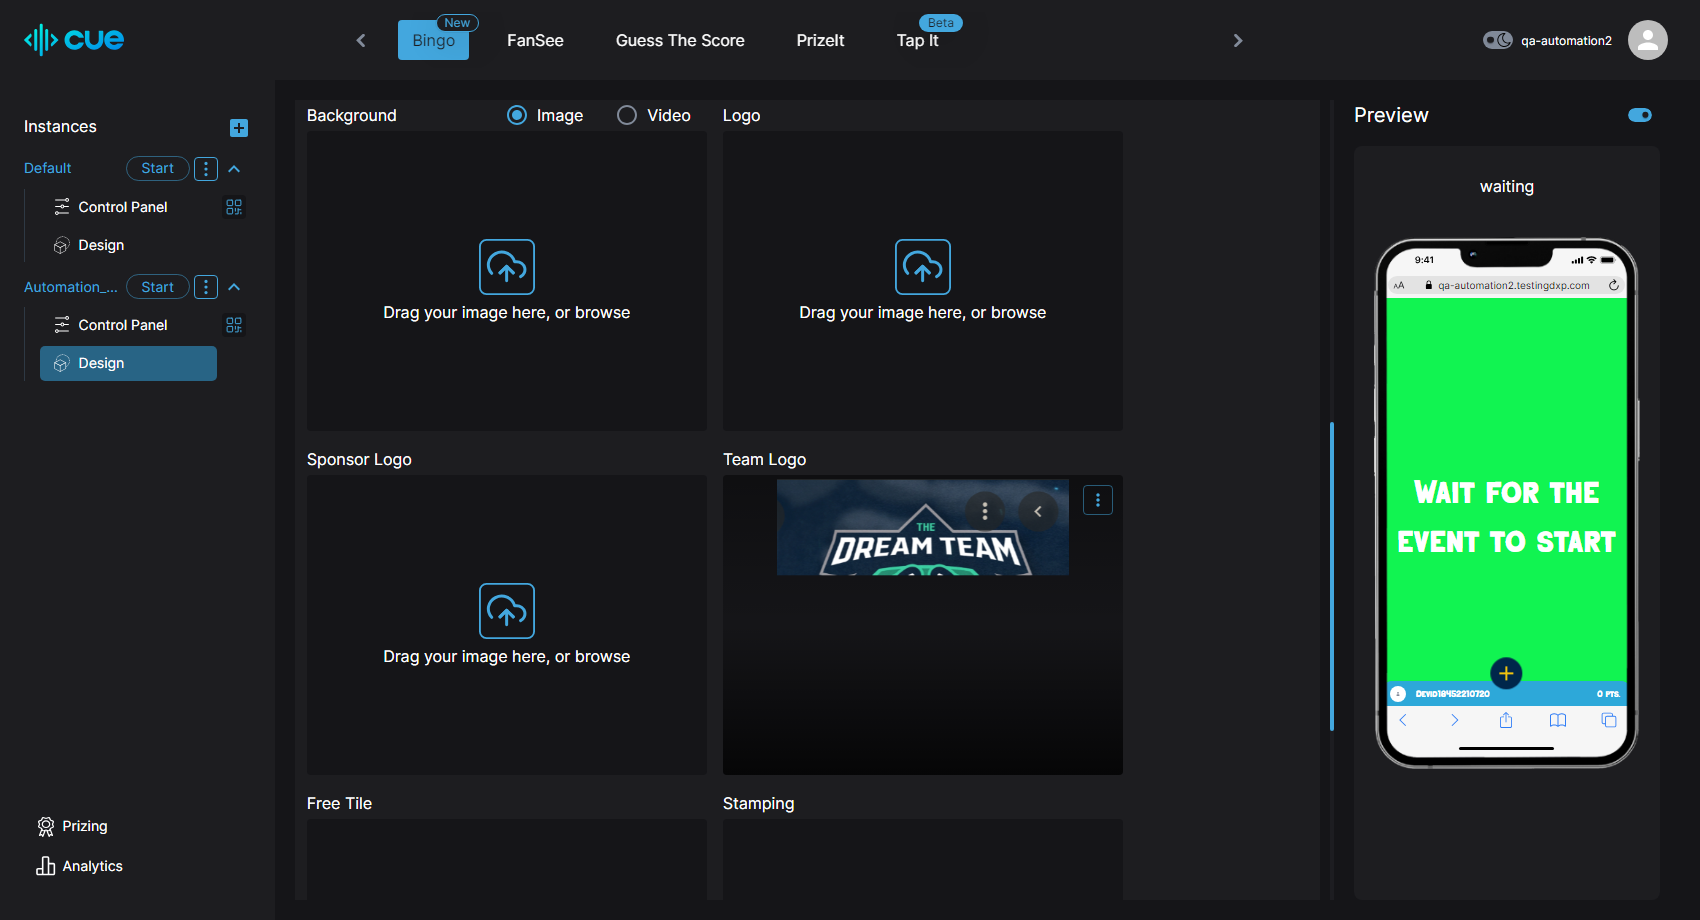 cue
Bingo
New
FanSee
Guess The Score
PrizeIt
Tap It
Beta
qa-automation2
Instances
Default
Start
Control Panel
Design
Automation_...
Start
Control Panel
Design
Prizing
Analytics
Background
Image
Video
Logo
Drag your image here, or browse
Drag your image here, or browse
Sponsor Logo
Team Logo
Drag your image here, or browse
THE
DREAM TEAM
Free Tile
Stamping
Preview
waiting
9:41
AA
qa-automation2.testingdxp.com
WAIT FOR THE
EVENT TO START
DEVID18452210720
0 PTS.